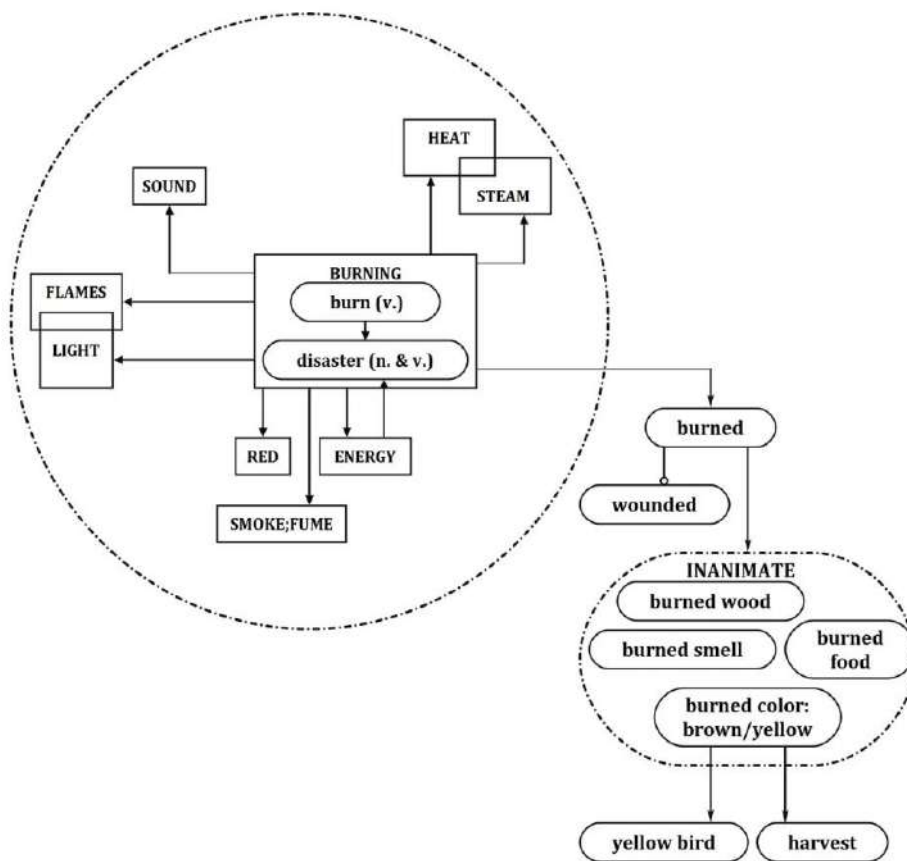 HEAT
STEAM
SOUND
BURNING
burn (v.)
disaster (n. & v.)
FLAMES
LIGHT
RED
ENERGY
SMOKE;FUME
burned
wounded
INANIMATE
burned wood
burned smell
burned
food
burned color:
brown/yellow
yellow bird
harvest